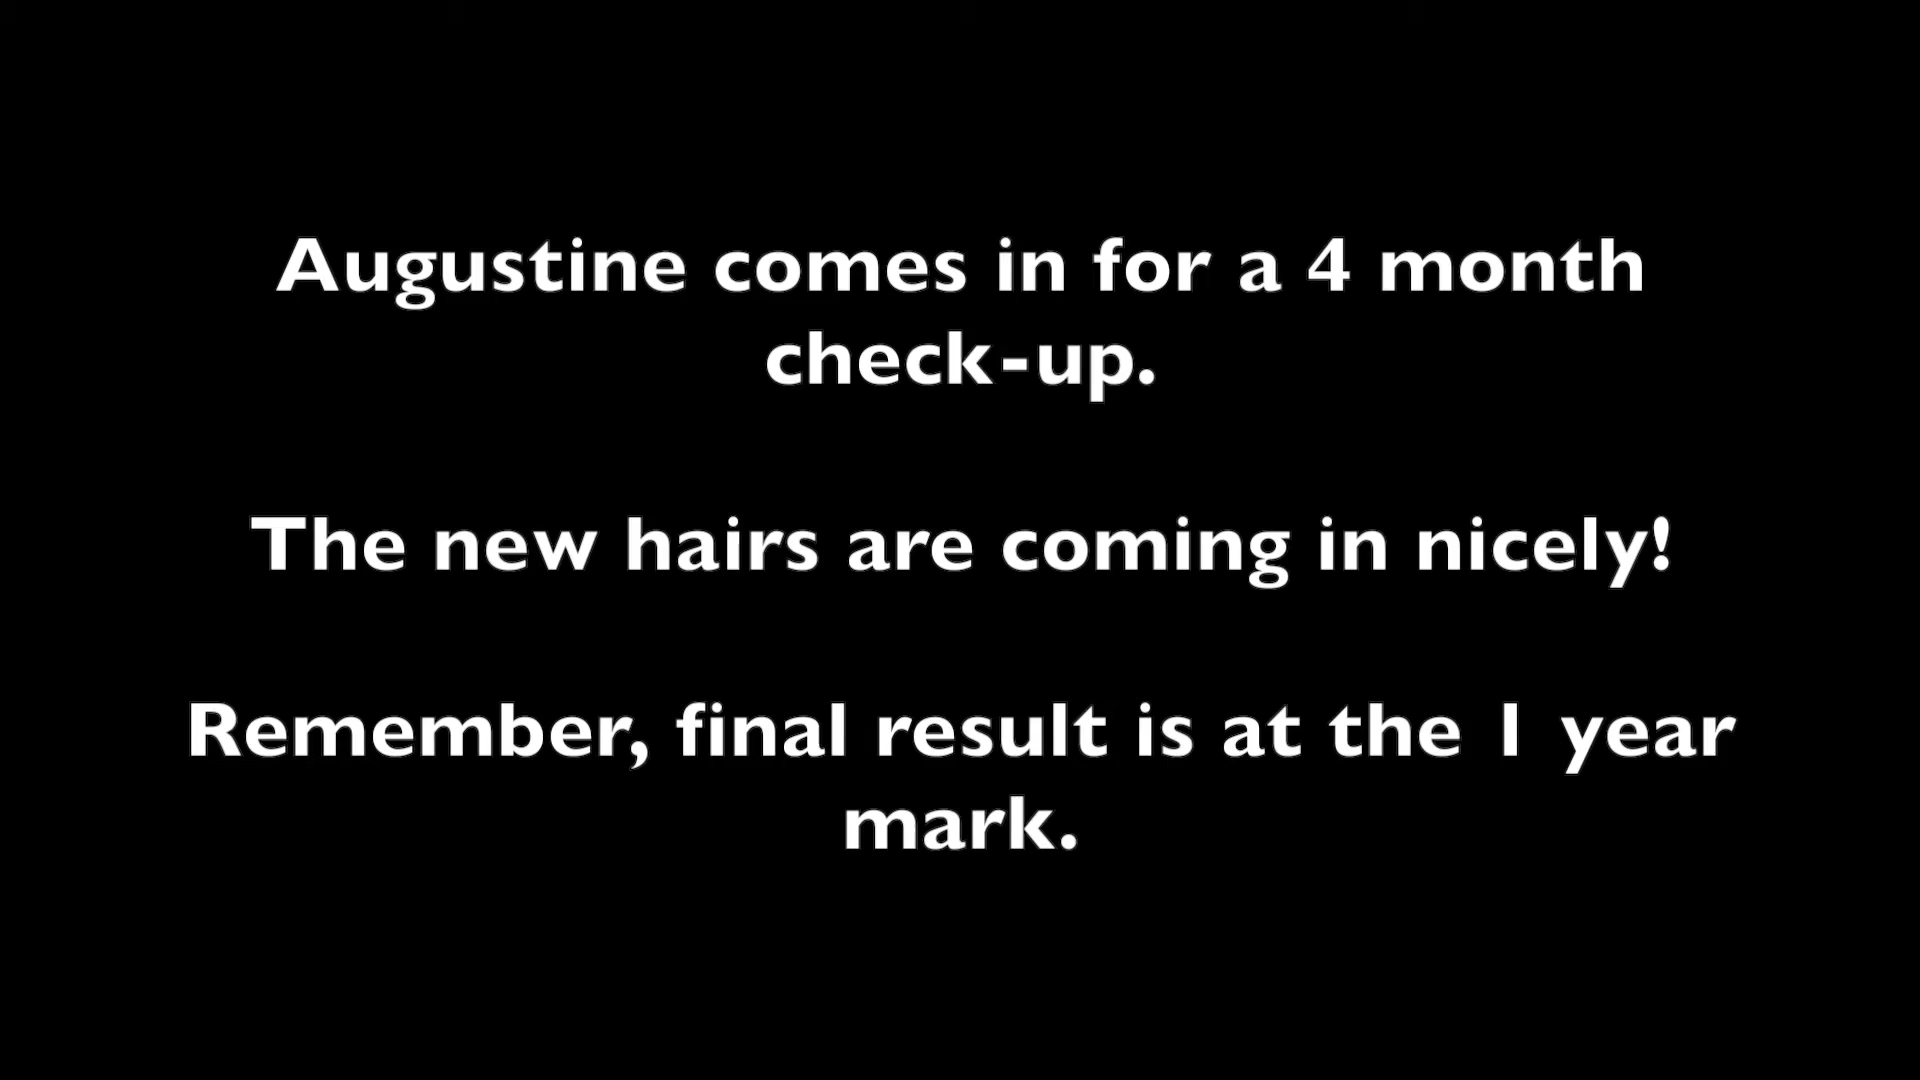 Augustine comes in for a 4 month
check-up.
The new hairs are coming in nicely!
Remember, final result is at the 1 year
mark.